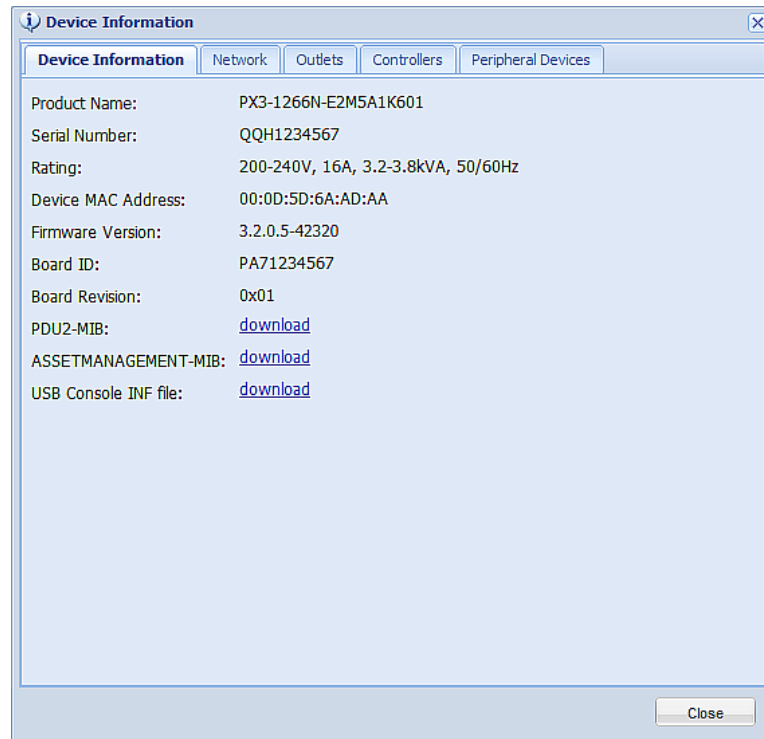 Device Information
Device Information Network Outlets Controllers Peripheral Devices
Product Name: PX3-1266N-E2M5A1K601
Serial Number: QQH1234567
Rating: 200-240V, 16A, 3.2-3.8kVA, 50/60Hz
Device MAC Address: 00:0D:5D:6A:AD:AA
Firmware Version: 3.2.0.5-42320
Board ID: PA71234567
Board Revision: 0x01
PDU2-MIB: download
ASSETMANAGEMENT-MIB: download
USB Console INF file: download
Close